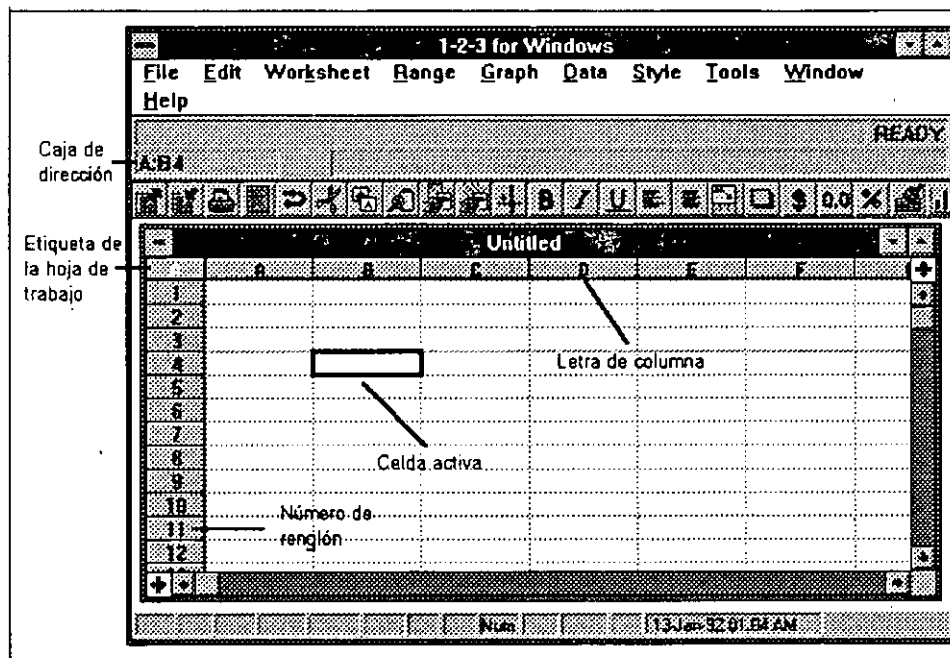 1-2-3 for Windows
File Edit Worksheet Range Graph Data Style Tools Window
Help
READY
Caja de
dirección
A:B4
B I U $ 0.0 %
Etiqueta de
la hoja de
trabajo
Untitled
A B C D E F
1
2
3
4
5
6
7
8
9
10
11
12
Letra de columna
Celda activa
Número de
renglón
13-Jan-92 01:04 AM